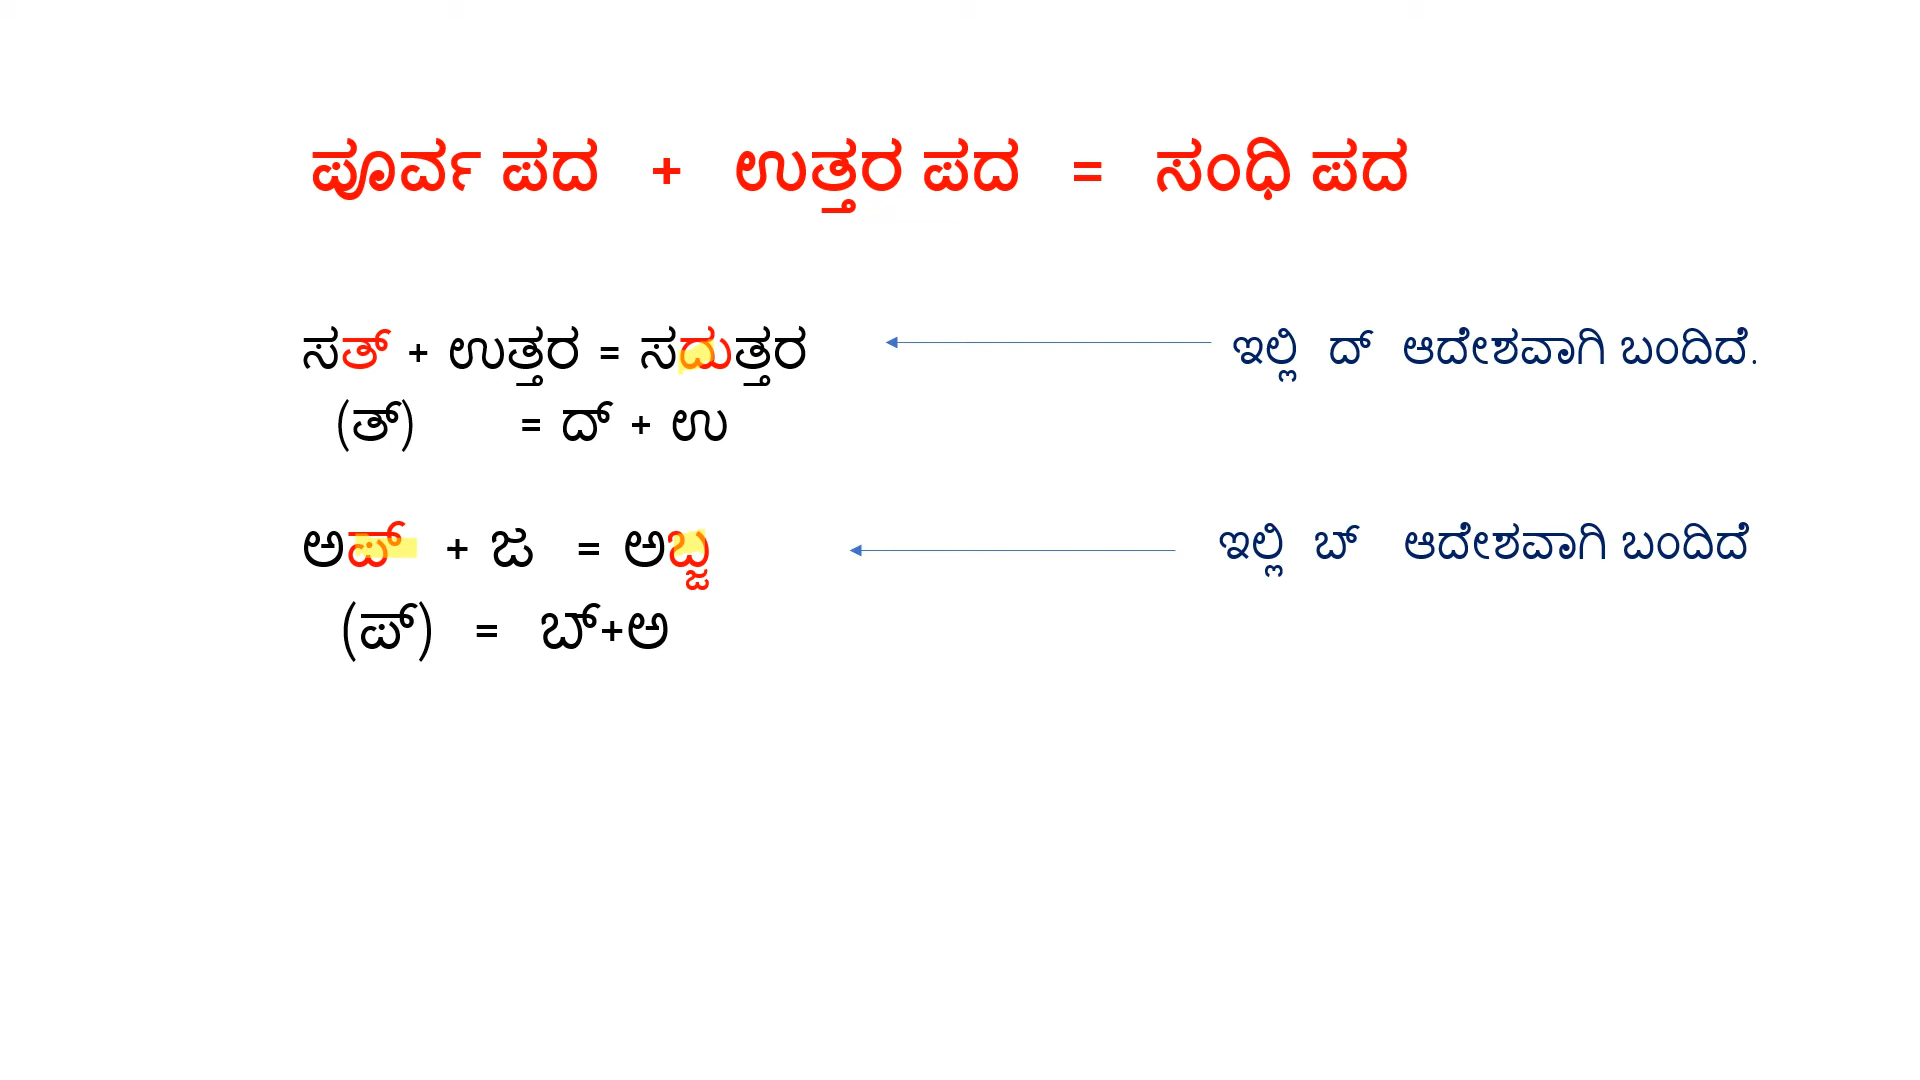 ಪೂರ್ವ ಪದ + ಉತ್ತರ ಪದ = ಸಂಧಿ ಪದ
ಸತ್ + ಉತ್ತರ = ಸದುತ್ತರ ಇಲ್ಲಿ ದ್ ಆದೇಶವಾಗಿ ಬಂದಿದೆ.
(ತ್) = ದ್ + ಉ
ಅಪ್ + ಜ = ಅಬ್ಜ ಇಲ್ಲಿ ಬ್ ಆದೇಶವಾಗಿ ಬಂದಿದೆ
(ಪ್) = ಬ್+ಅ